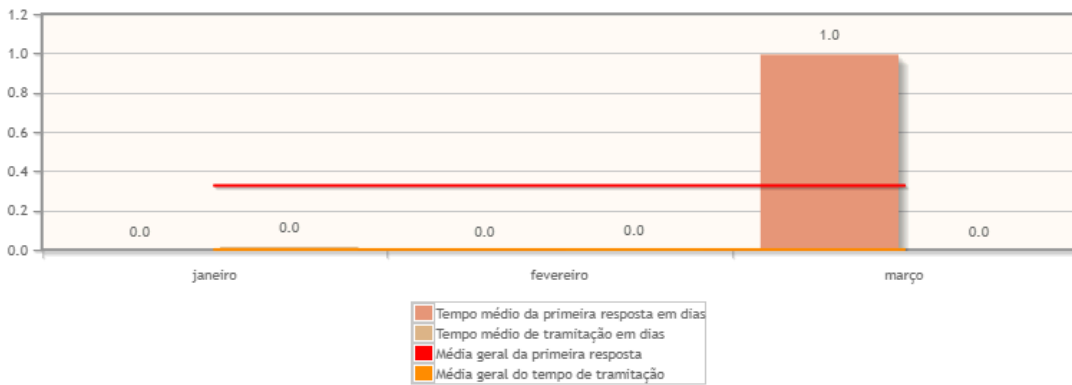 1.2
1.0
0.8
0.6
0.4
0.2
0.0
0.0 0.0 0.0 0.0 1.0 0.0
janeiro fevereiro março
Tempo médio da primeira resposta em dias
Tempo médio de tramitação em dias
Média geral da primeira resposta
Média geral do tempo de tramitação